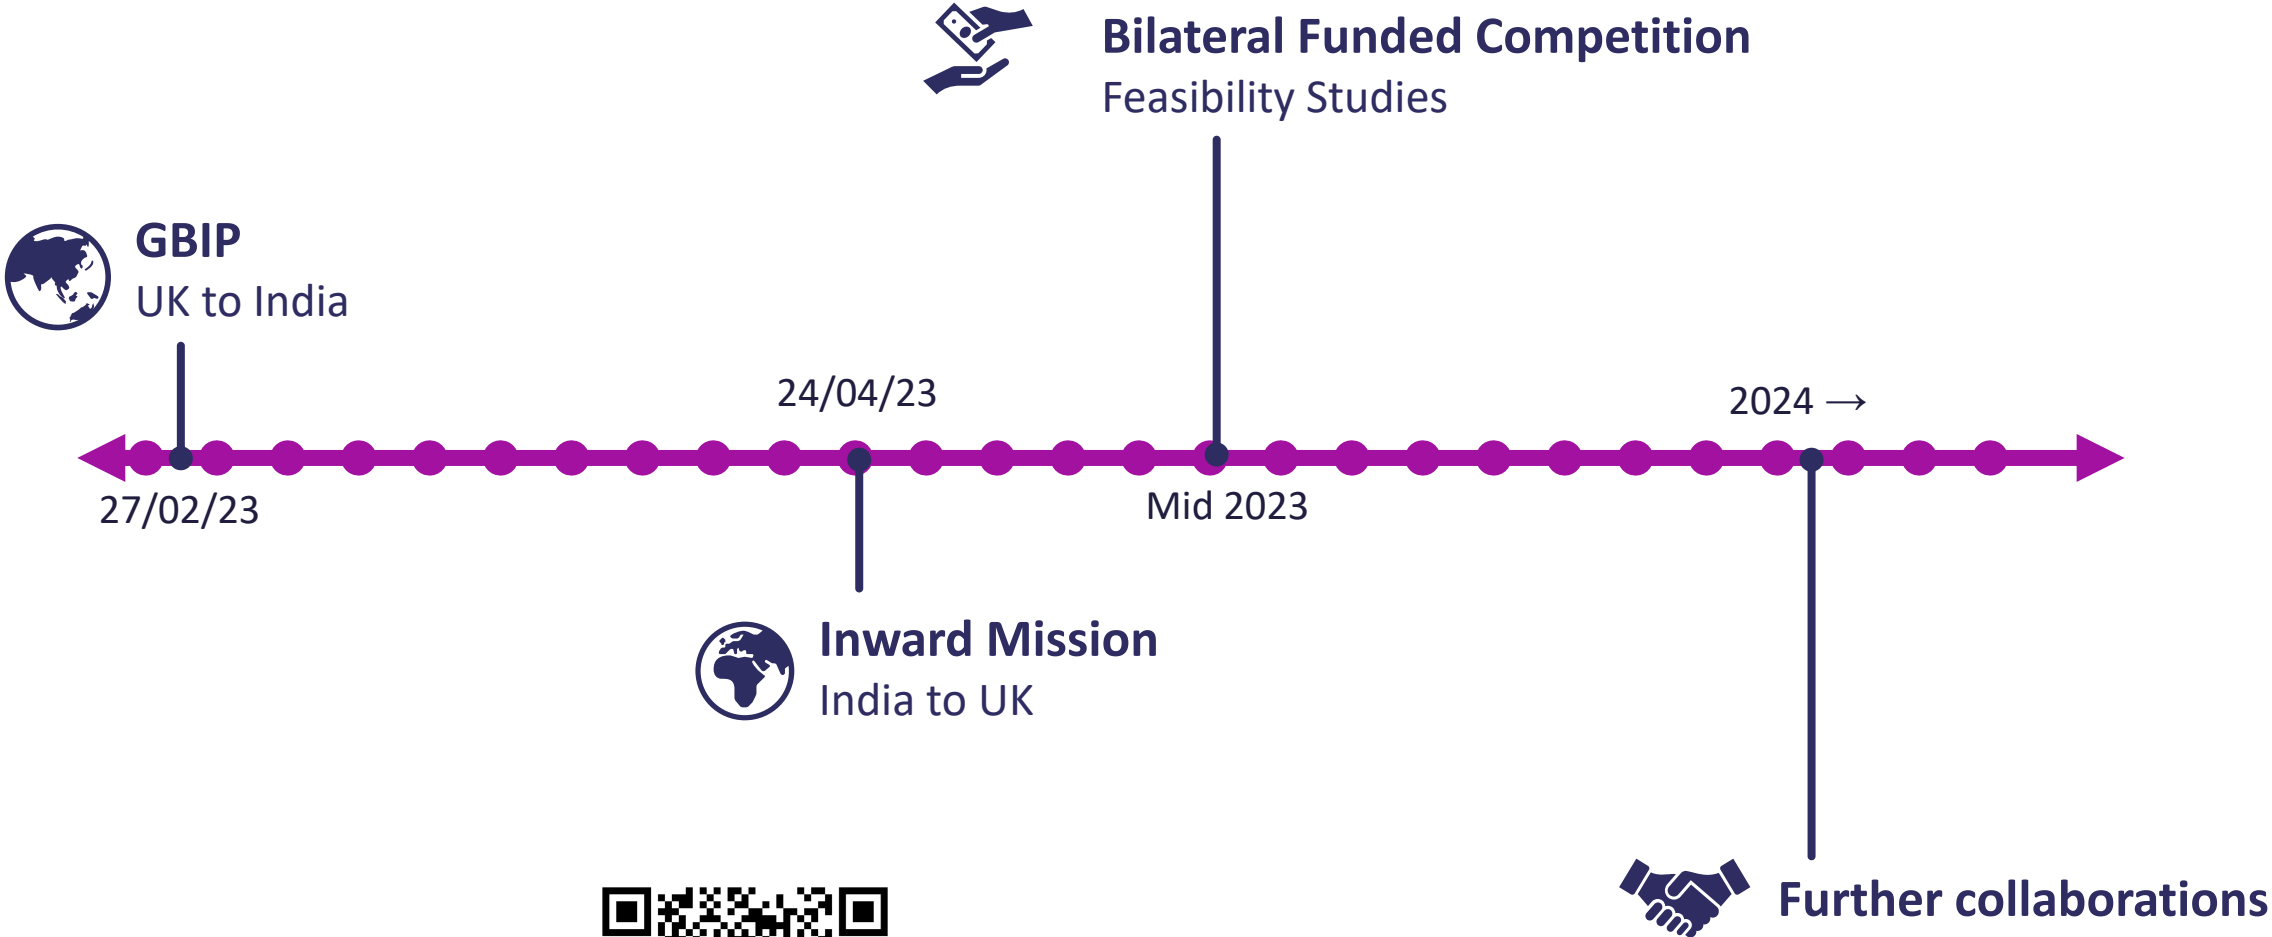 Bilateral Funded Competition
Feasibility Studies
GBIP
UK to India
24/04/23
2024 →
27/02/23
Mid 2023
Inward Mission
India to UK
Further collaborations